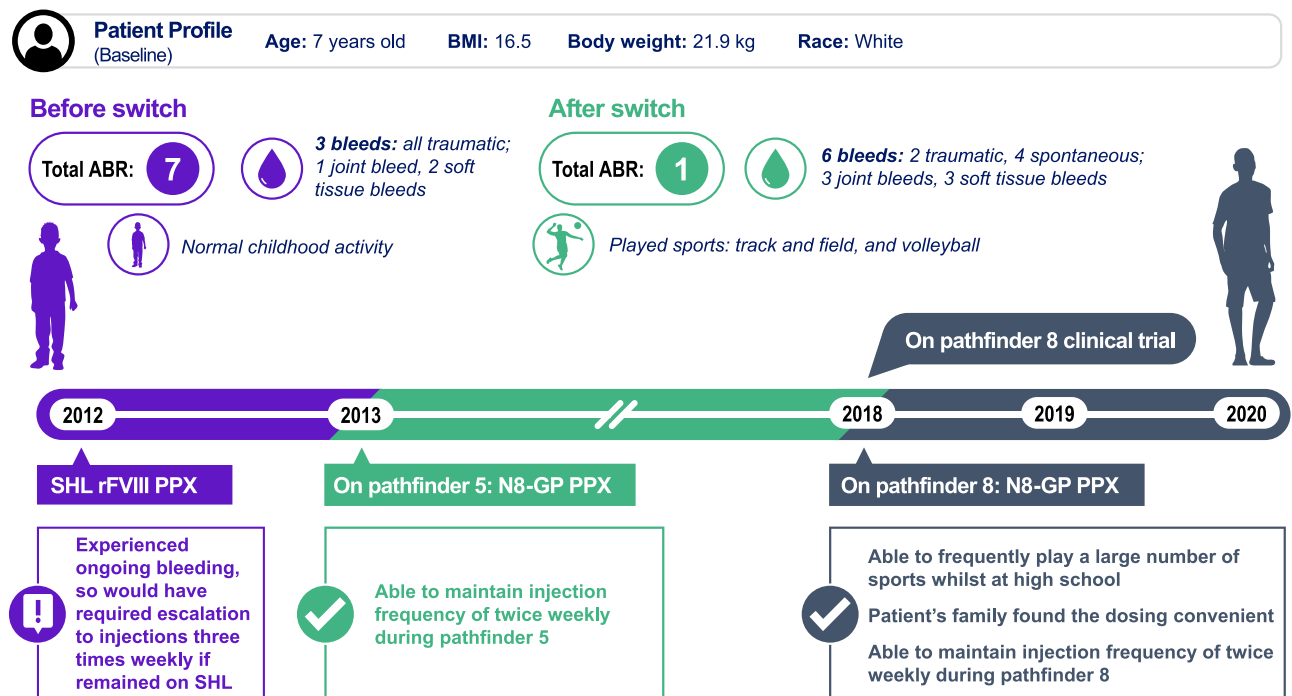 Patient Profile
(Baseline)
Age: 7 years old
BMI: 16.5
Body weight: 21.9 kg
Race: White
Before switch
Total ABR: 7
3 bleeds: all traumatic;
1 joint bleed, 2 soft
tissue bleeds
Normal childhood activity
After switch
Total ABR: 1
6 bleeds: 2 traumatic, 4 spontaneous;
3 joint bleeds, 3 soft tissue bleeds
Played sports: track and field, and volleyball
On pathfinder 8 clinical trial
2012
2013
2018
2019
2020
SHL rFVIII PPX
On pathfinder 5: N8-GP PPX
On pathfinder 8: N8-GP PPX
Experienced
ongoing bleeding,
so would have
required escalation
to injections three
times weekly if
remained on SHL
Able to maintain injection
frequency of twice weekly
during pathfinder 5
Able to frequently play a large number of
sports whilst at high school
Patient's family found the dosing convenient
Able to maintain injection frequency of twice
weekly during pathfinder 8